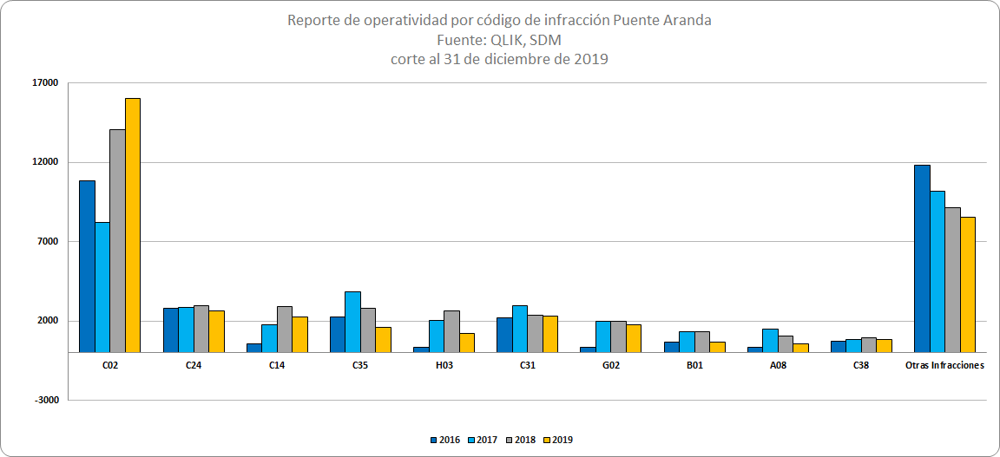 Reporte de operatividad por código de infracción Puente Aranda
Fuente: QLIK, SDM
corte al 31 de diciembre de 2019
17000
12000
7000
2000
-3000
C02 C24 C14 C35 H03 C31 G02 B01 A08 C38 Otras Infracciones
2016 2017 2018 2019